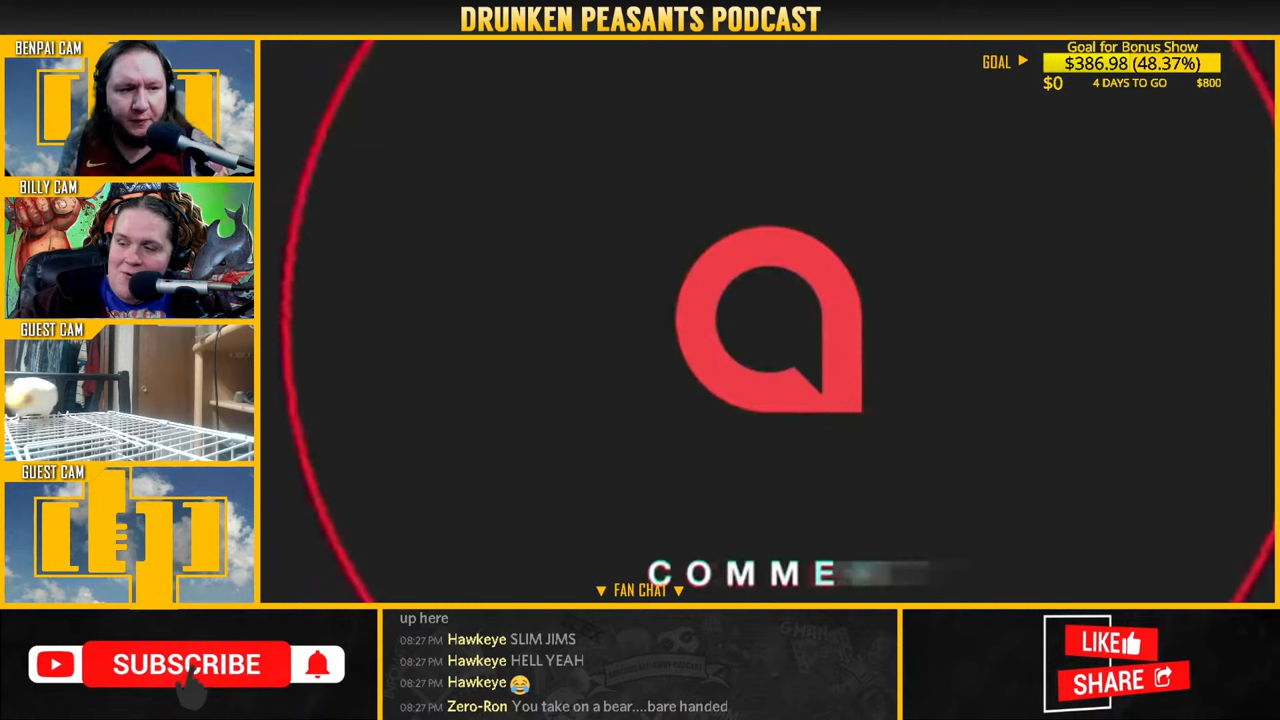 DRUNKEN PEASANTS PODCAST
BENPAI CAM
BILLY CAM
GUEST CAM
GUEST CAM
GOAL
Goal for Bonus Show
$386.98 (48.37%)
$0 4 DAYS TO GO $800
COMME
FAN CHAT
up here
08:27 PM Hawkeye SLIM JIMS
08:27 PM Hawkeye HELL YEAH
08:27 PM Hawkeye 😂
08:27 PM Zero-Ron You take on a bear....bare handed
SUBSCRIBE
LIKE
SHARE